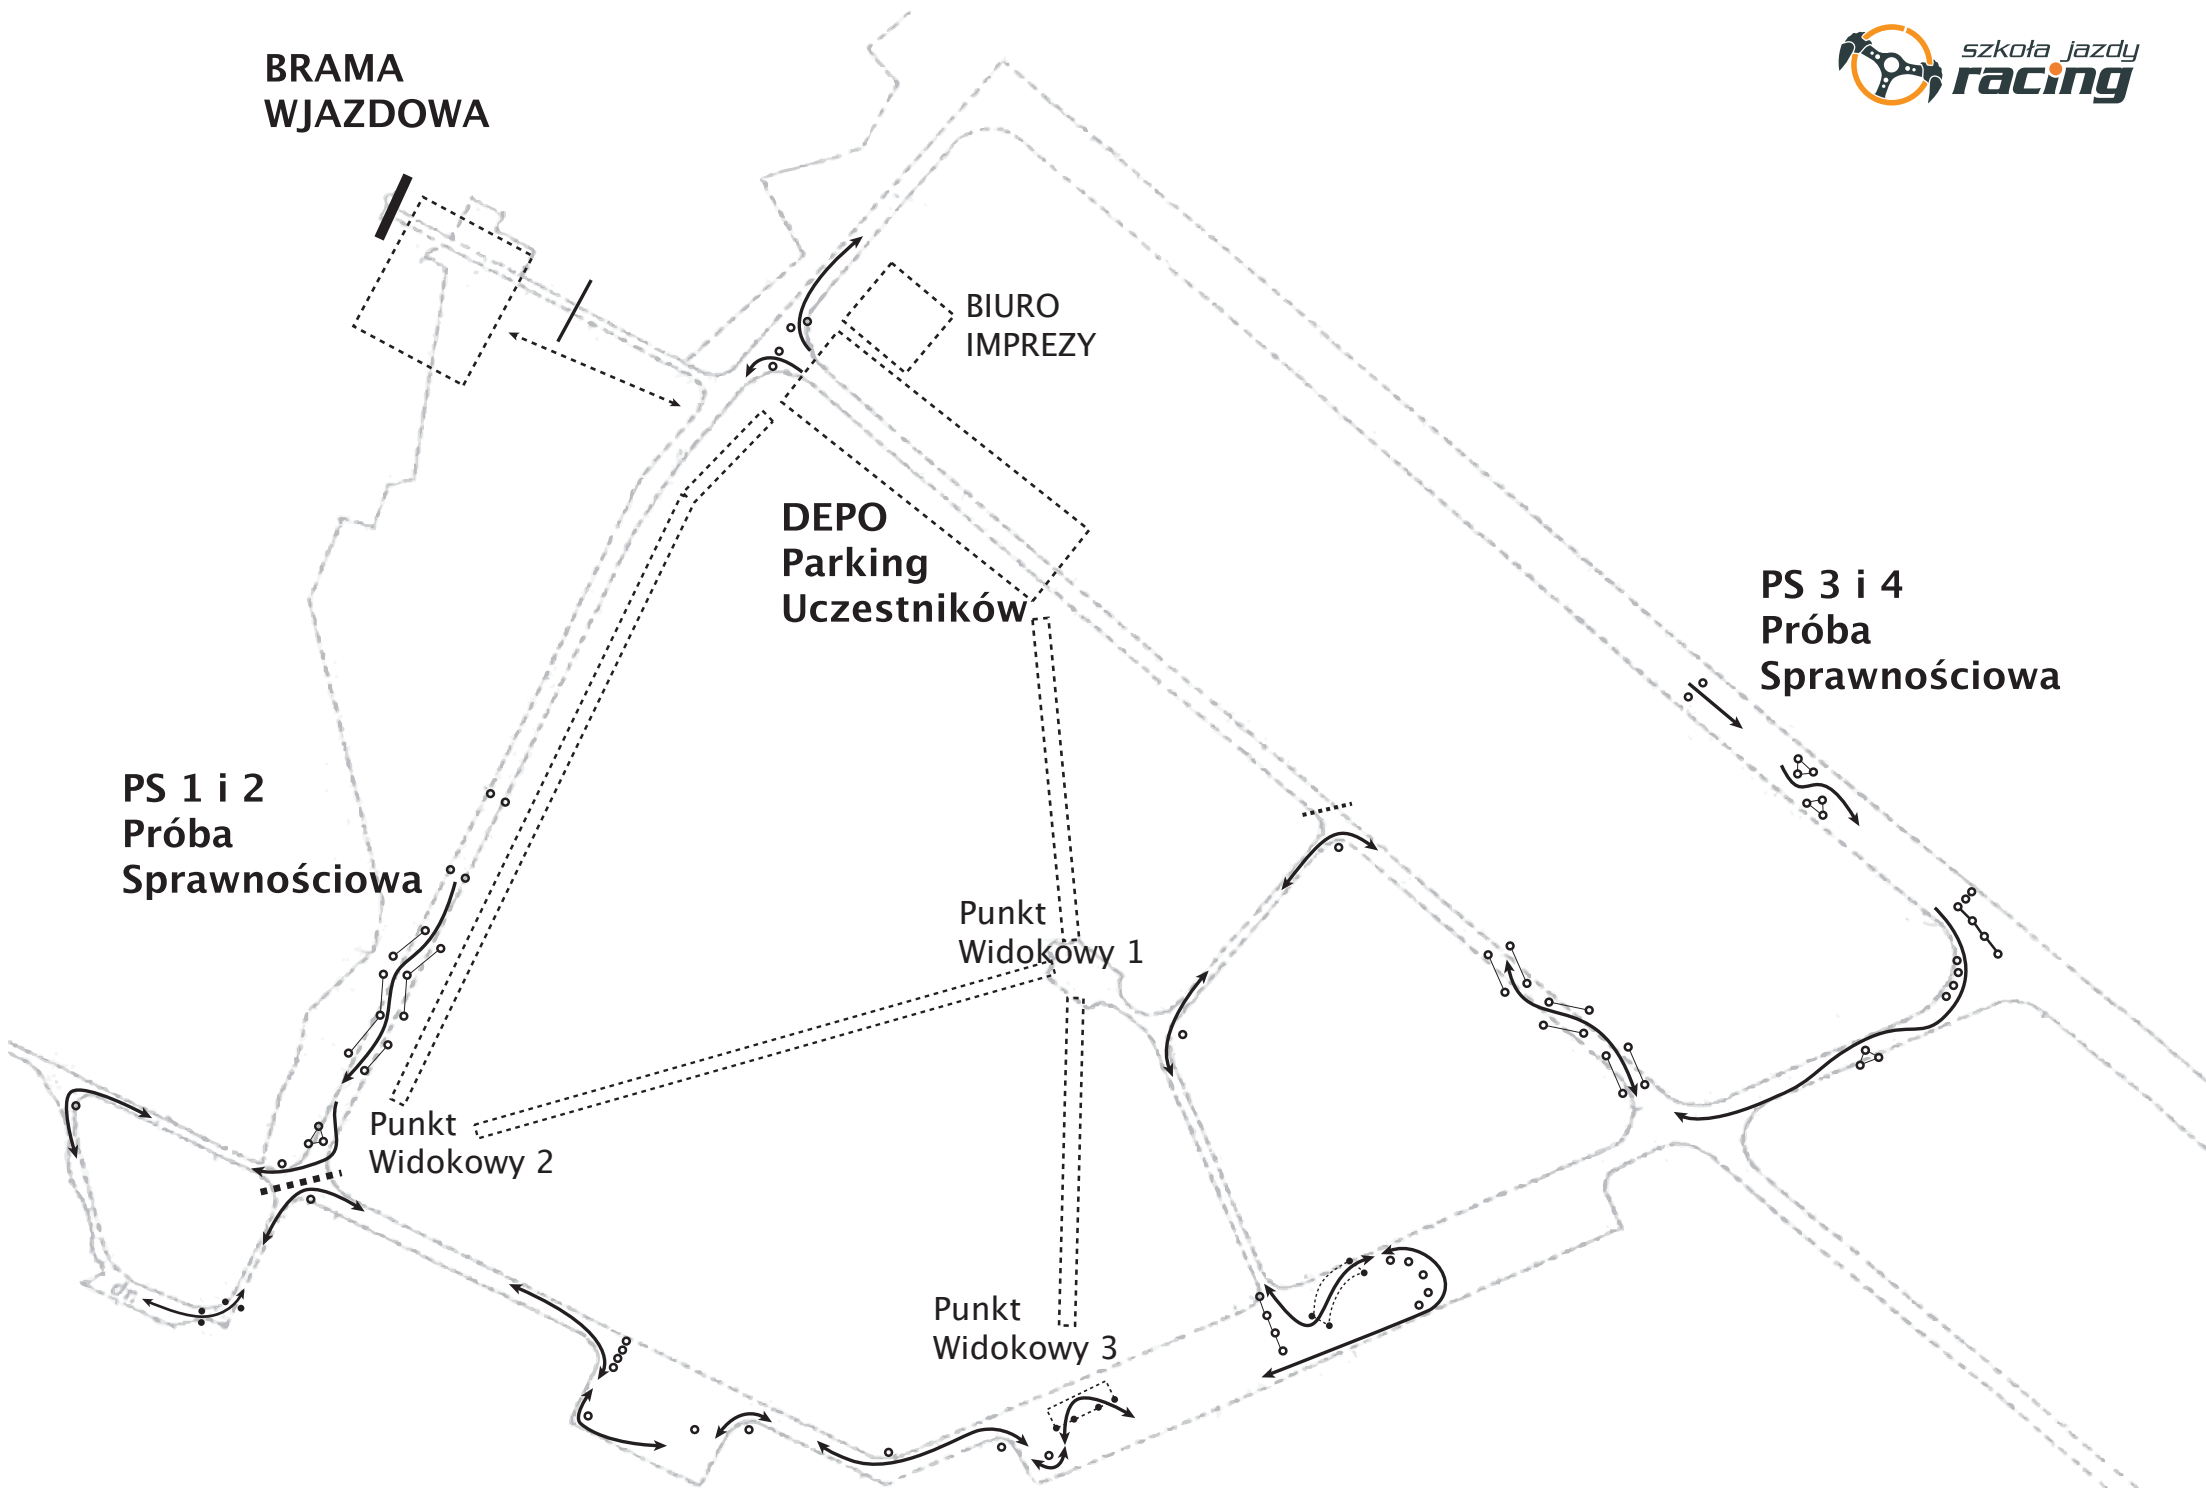 BRAMA
WJAZDOWA
szkoła jazdy
racing
BIURO
IMPREZY
DEPO
Parking
Uczestników
PS 3 i 4
Próba
Sprawnościowa
PS 1 i 2
Próba
Sprawnościowa
Punkt
Widokowy 1
Punkt
Widokowy 2
dr.
Punkt
Widokowy 3